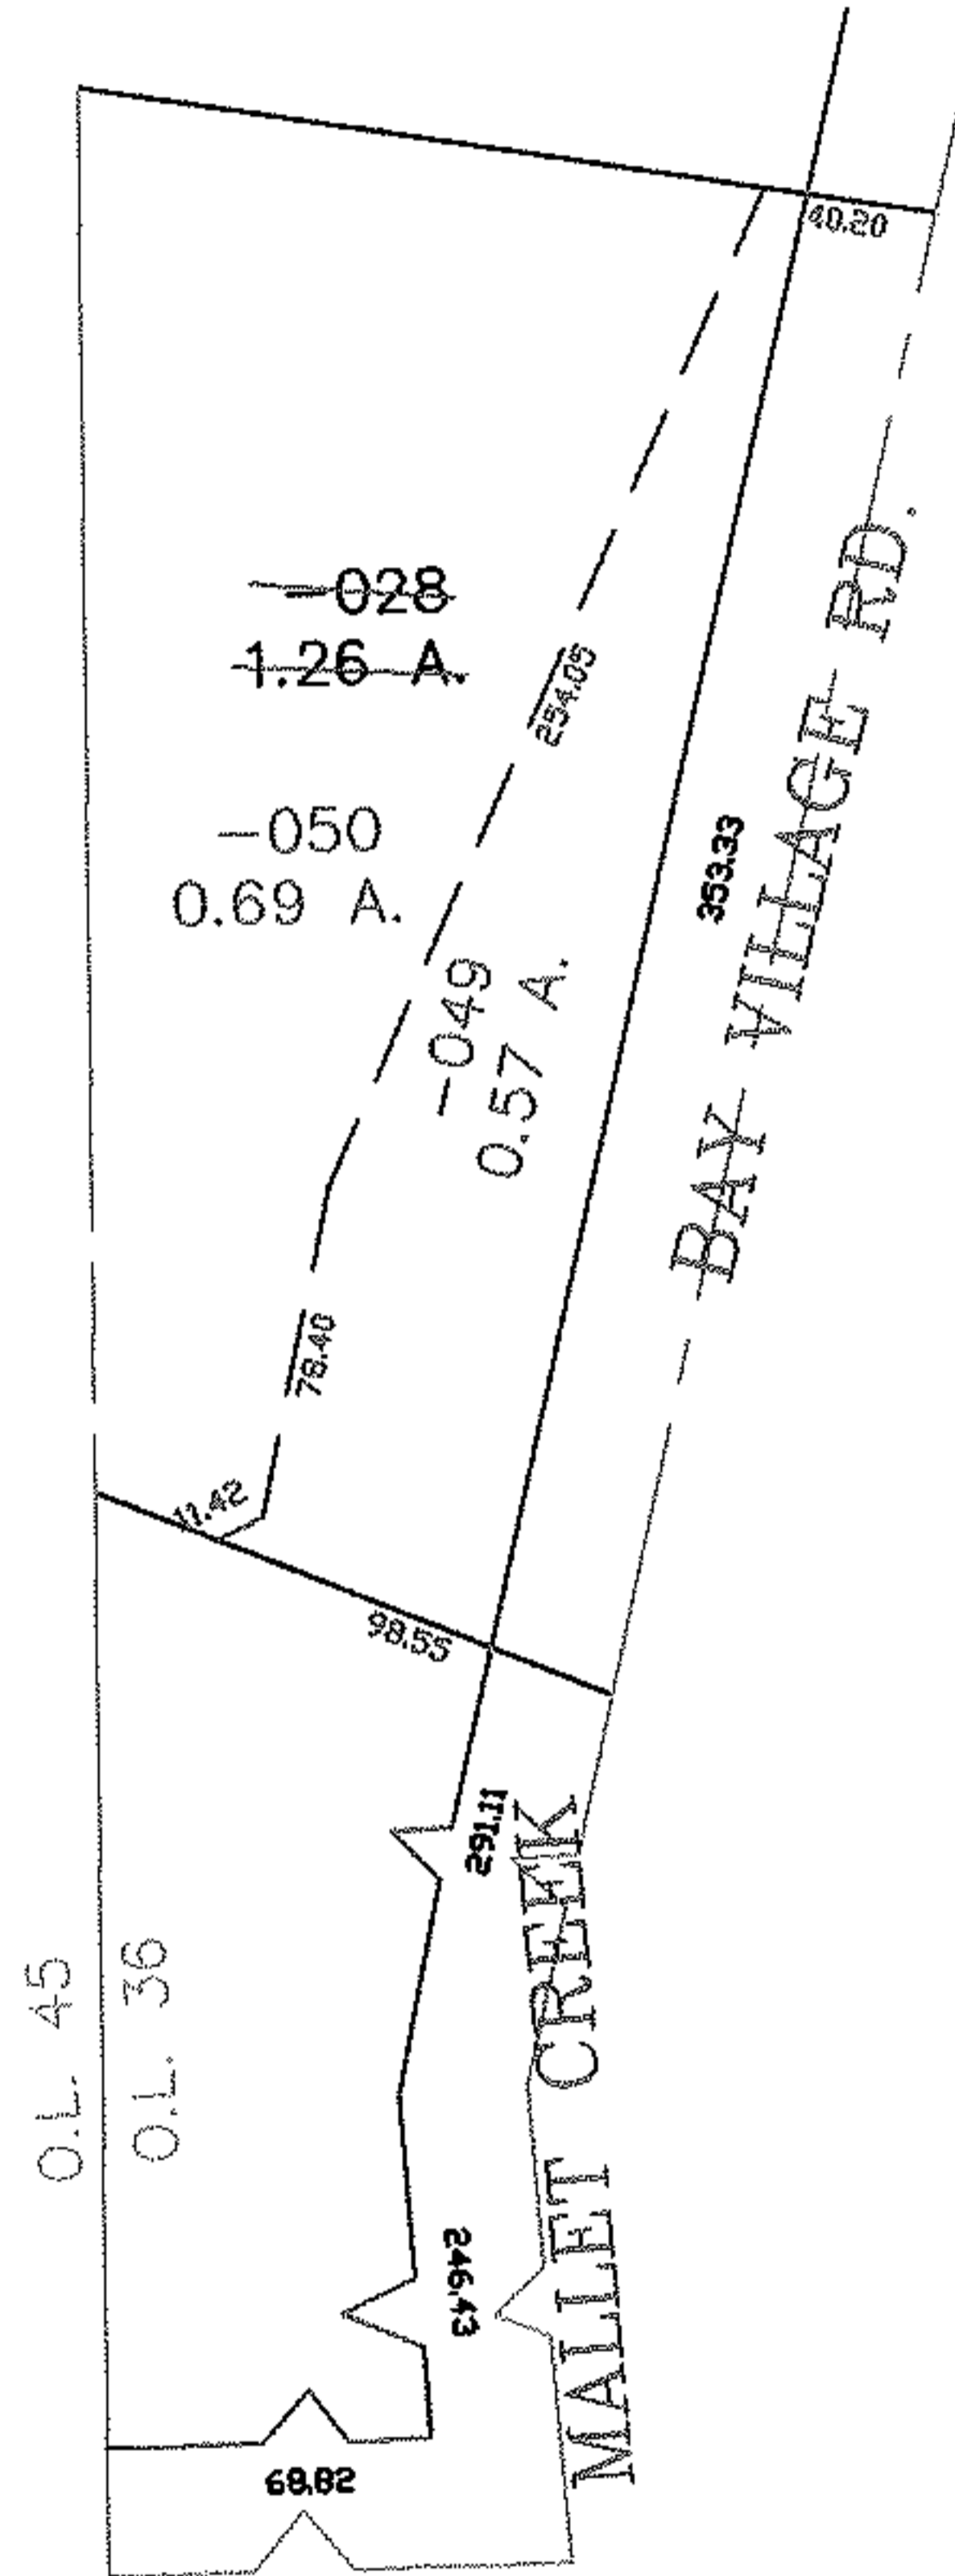 40.20
-028
1.26 A.
254.05
-050
0.69 A.
353.33
-049
0.57 A.
BAY VILLAGE RD.
78.40
11.42
98.55
291.11
O.L. 45
O.L. 36
MALLET CREEK
246.43
68.82